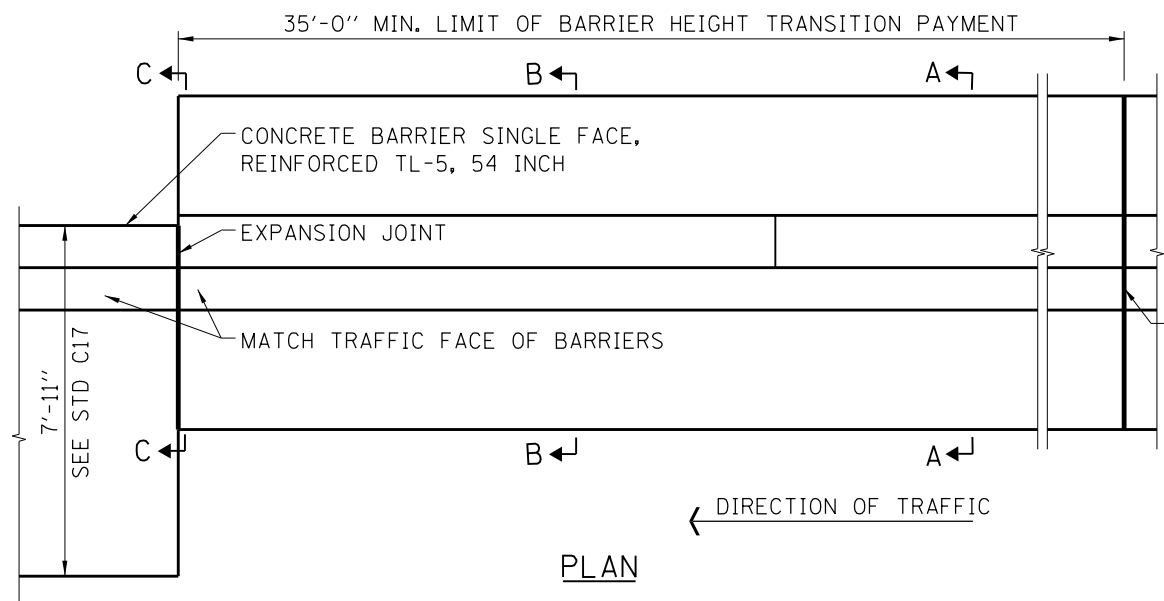 35'-0" MIN. LIMIT OF BARRIER HEIGHT TRANSITION PAYMENT
C
B
A
CONCRETE BARRIER SINGLE FACE,
REINFORCED TL-5, 54 INCH
EXPANSION JOINT
MATCH TRAFFIC FACE OF BARRIERS
7'-11"
SEE STD C17
C
B
A
DIRECTION OF TRAFFIC
PLAN